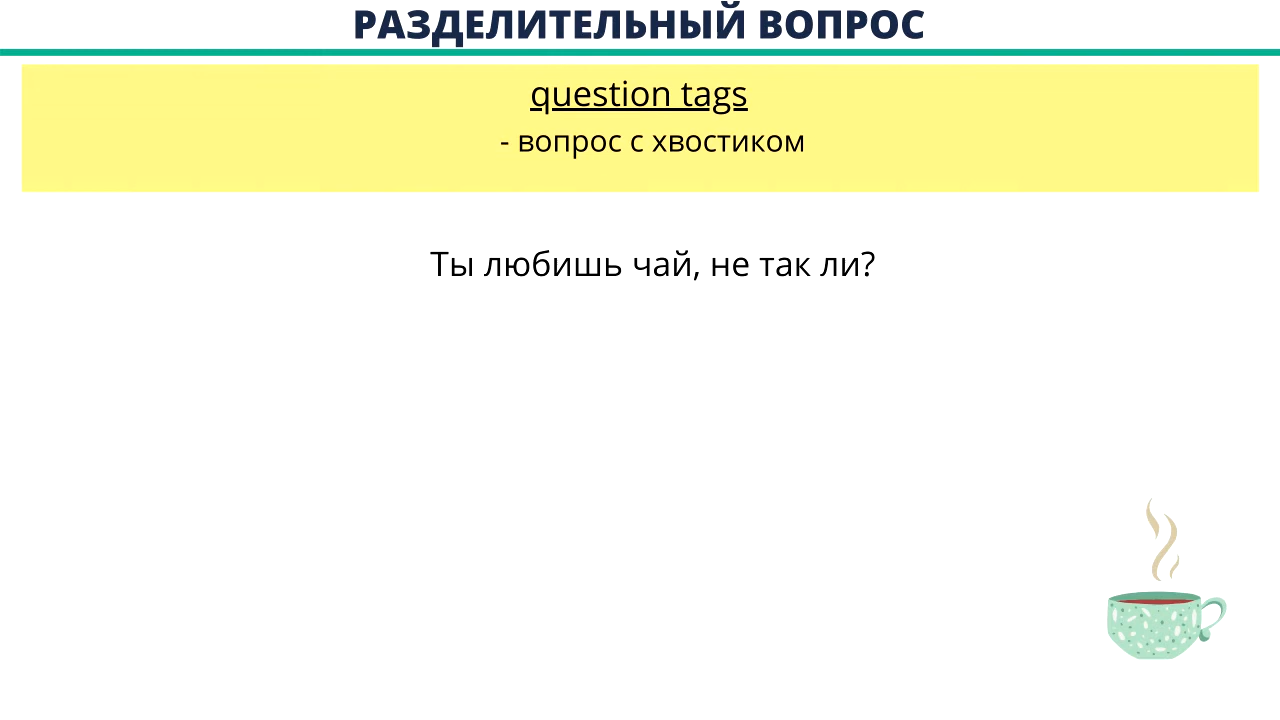 РАЗДЕЛИТЕЛЬНЫЙ ВОПРОС
question tags
- вопрос с хвостиком
Ты любишь чай, не так ли?